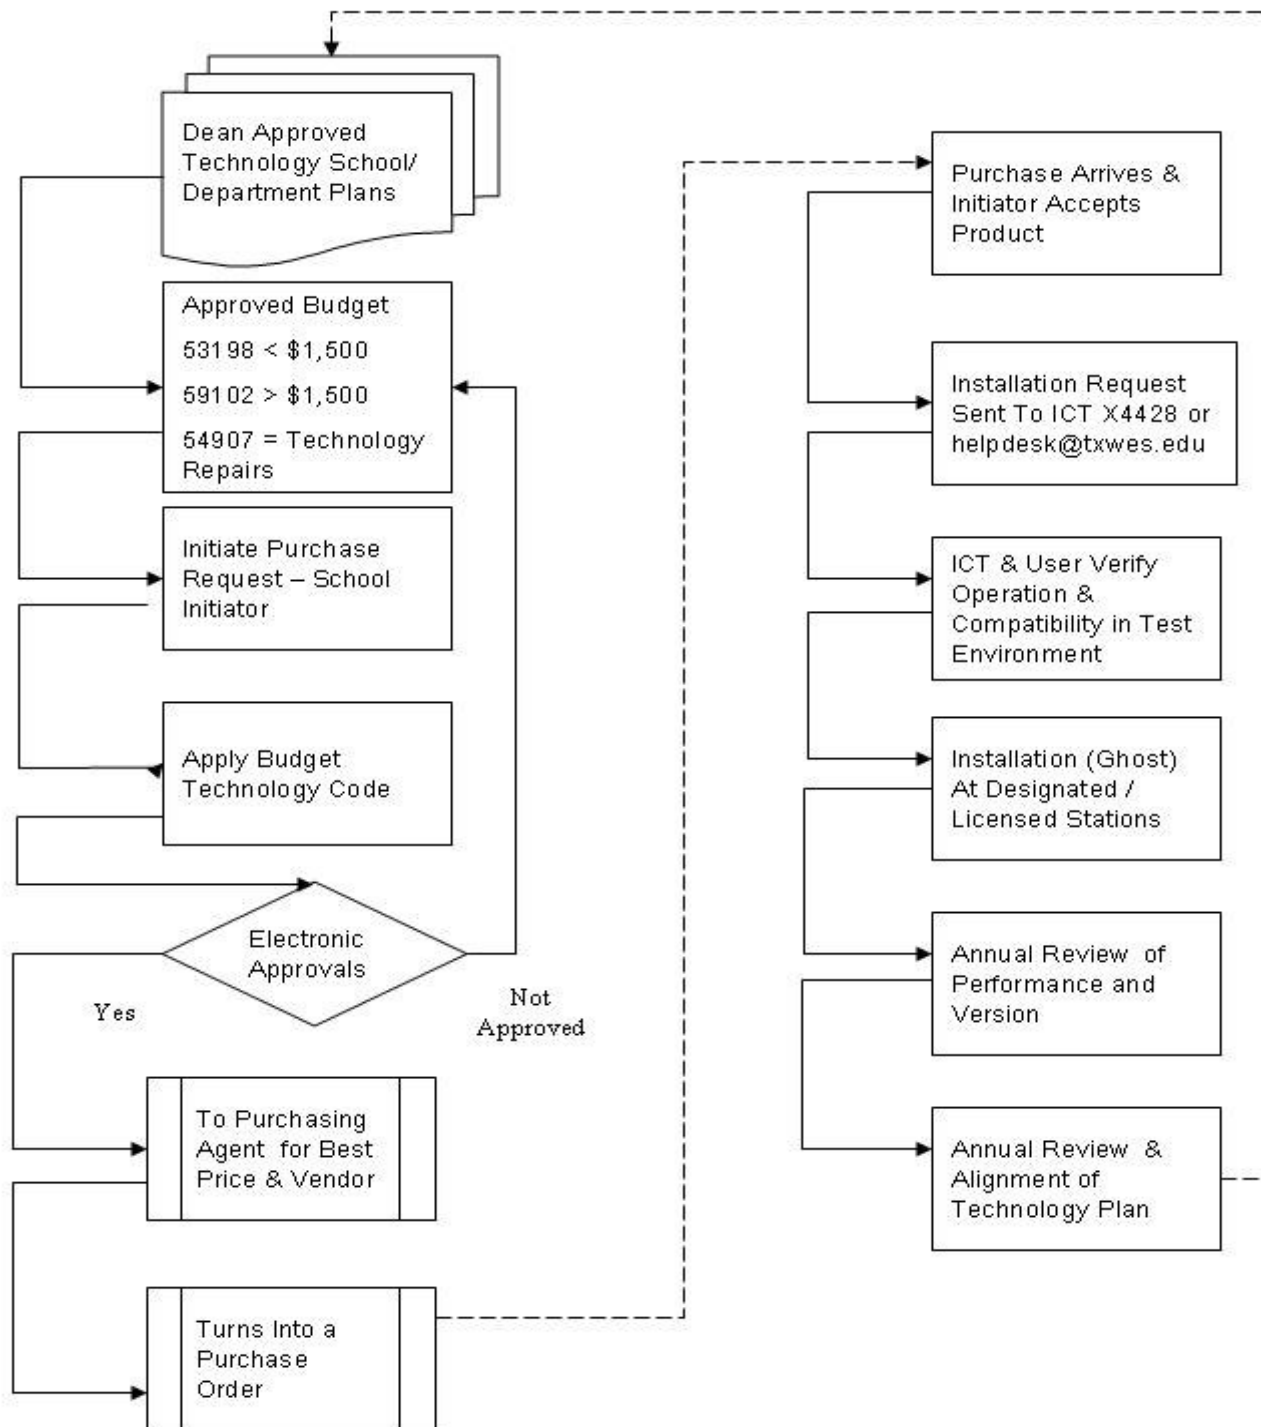 Dean Approved
Technology School/
Department Plans
Approved Budget
53198 < $1,500
59102 > $1,500
54907 = Technology
Repairs
Initiate Purchase
Request – School
Initiator
Apply Budget
Technology Code
Electronic
Approvals
Yes
Not
Approved
To Purchasing
Agent for Best
Price & Vendor
Turns Into a
Purchase
Order
Purchase Arrives &
Initiator Accepts
Product
Installation Request
Sent To ICT X4428 or
helpdesk@txwes.edu
ICT & User Verify
Operation &
Compatibility in Test
Environment
Installation (Ghost)
At Designated /
Licensed Stations
Annual Review of
Performance and
Version
Annual Review &
Alignment of
Technology Plan